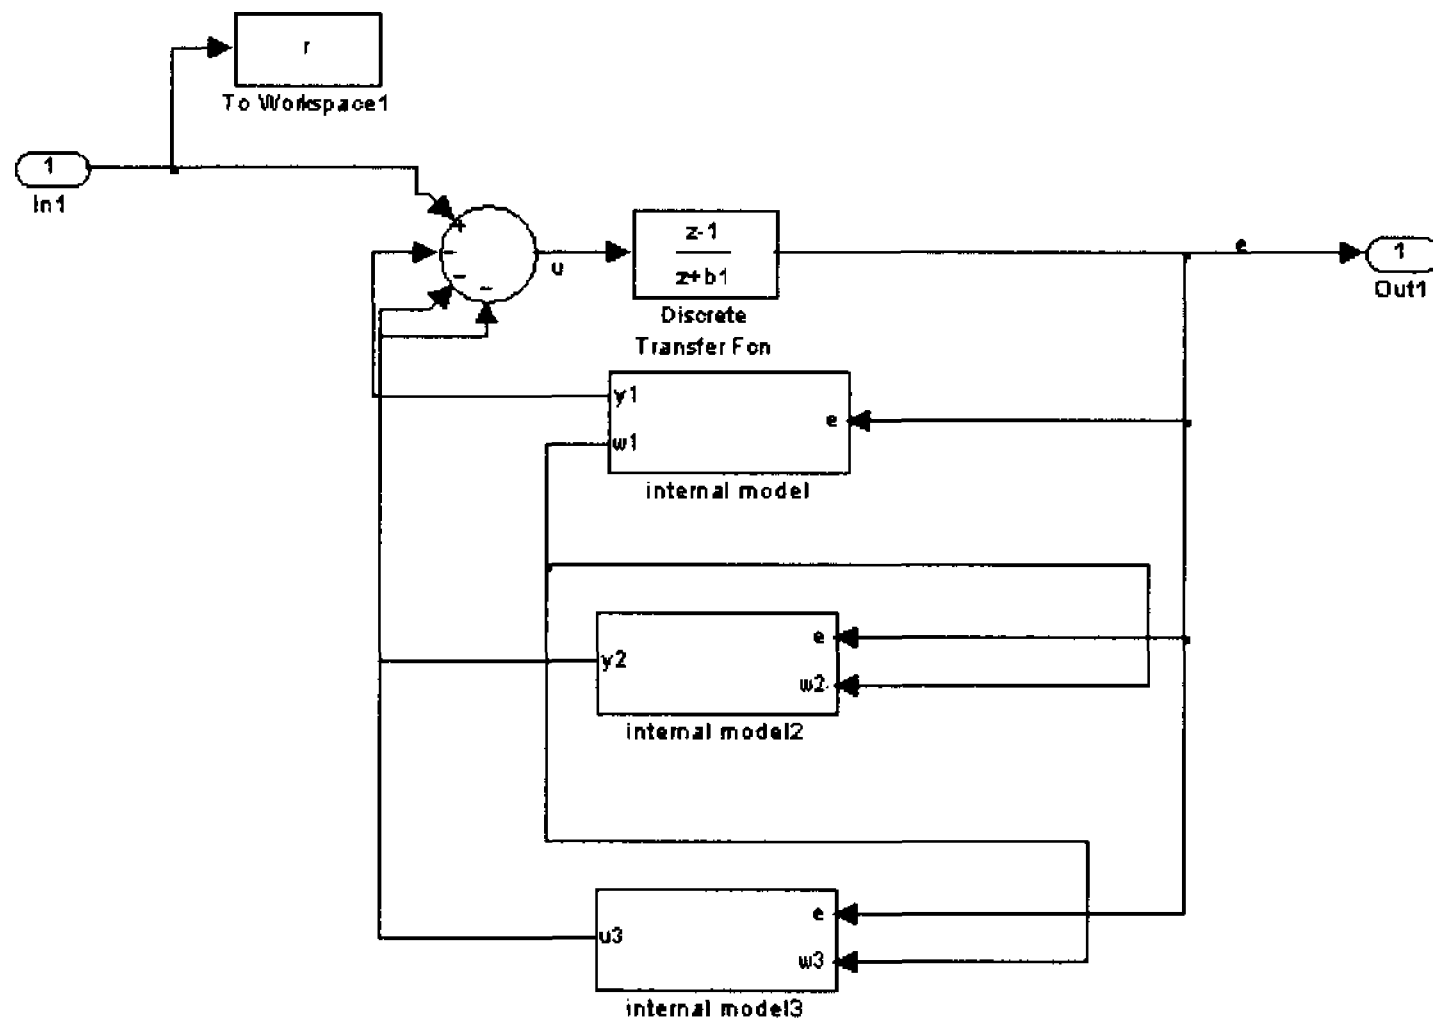 r
To Workspace1
1
In1
+
-
-
-
u
z-1
z+b1
Discrete
Transfer Fcn
e
1
Out1
y1
e
w1
internal model
e
y2
w2
internal model2
e
u3
w3
internal model3